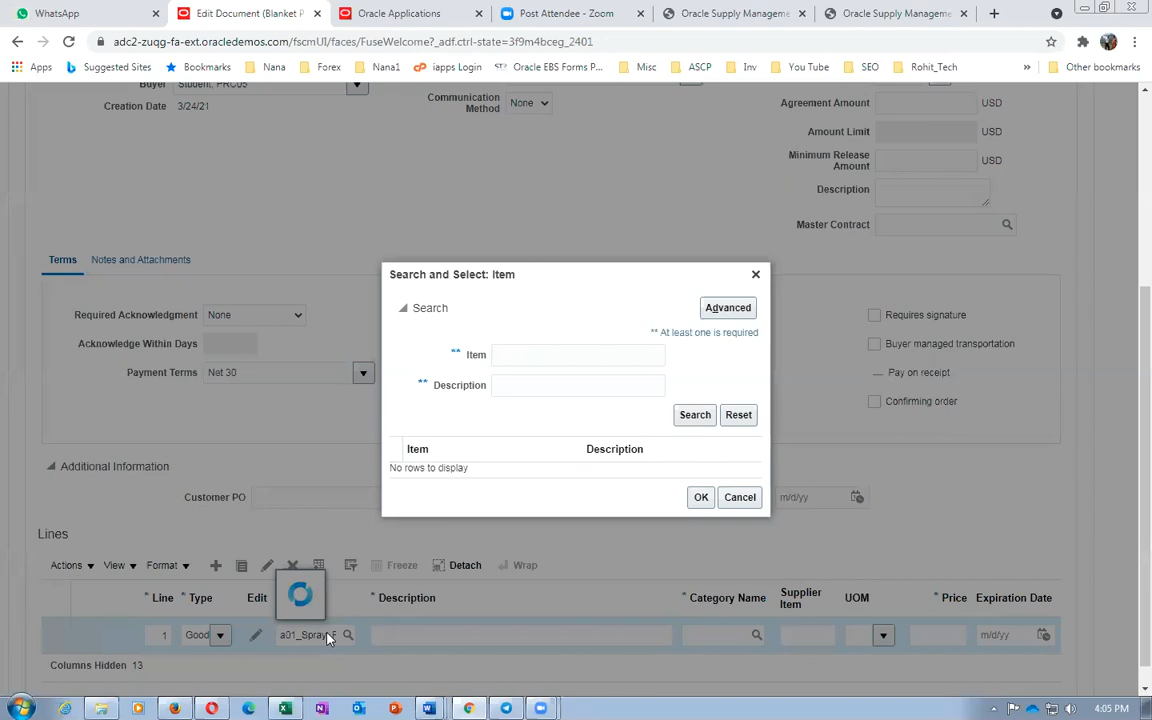 WhatsApp
Edit Document (Blanket P
Oracle Applications
Post Attendee - Zoom
Oracle Supply Manageme
Oracle Supply Manageme
adc2-zuqg-fa-ext.oracledemos.com/fscmUI/faces/FuseWelcome?_adf.ctrl-state=3f9m4bceg_2401
Apps
Suggested Sites
Bookmarks
Nana
Forex
Nana1
iapps Login
Oracle EBS Forms P...
Misc
ASCP
Inv
You Tube
SEO
Rohit_Tech
»
Other bookmarks
Buyer
Student, PRC05
Communication Method
None
Creation Date
3/24/21
Agreement Amount
USD
Amount Limit
USD
Minimum Release Amount
USD
Description
Master Contract
Terms
Notes and Attachments
Required Acknowledgment
None
Acknowledge Within Days
Payment Terms
Net 30
Requires signature
Buyer managed transportation
Pay on receipt
Confirming order
Search and Select: Item
Search
Advanced
** At least one is required
** Item
** Description
Search
Reset
Item
Description
No rows to display
OK
Cancel
Additional Information
Customer PO
m/d/yy
Lines
Actions
View
Format
Freeze
Detach
Wrap
* Line
* Type
Edit
* Description
* Category Name
Supplier Item
UOM
* Price
Expiration Date
1
Good
a01_Spray
m/d/yy
Columns Hidden 13
4:05 PM